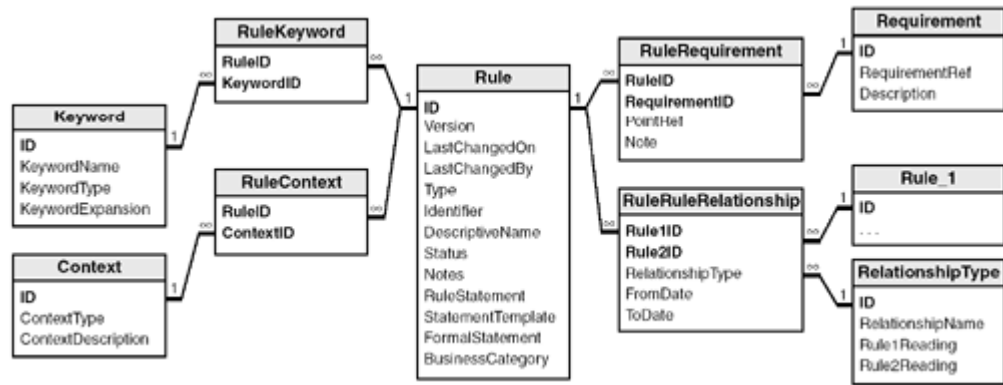 RuleKeyword
RuleID
KeywordID
∞
∞
Keyword
ID
KeywordName
KeywordType
KeywordExpansion
1
RuleContext
RuleID
ContextID
∞
∞
Context
ID
ContextType
ContextDescription
1
Rule
1
1
ID
Version
LastChangedOn
LastChangedBy
Type
Identifier
DescriptiveName
Status
Notes
RuleStatement
StatementTemplate
FormalStatement
BusinessCategory
RuleRequirement
RuleID
RequirementID
PointRef
Note
∞
∞
Requirement
ID
RequirementRef
Description
1
RuleRuleRelationship
Rule1ID
Rule2ID
RelationshipType
FromDate
ToDate
∞
∞
∞
Rule_1
ID
. . .
1
RelationshipType
ID
RelationshipName
Rule1Reading
Rule2Reading
1